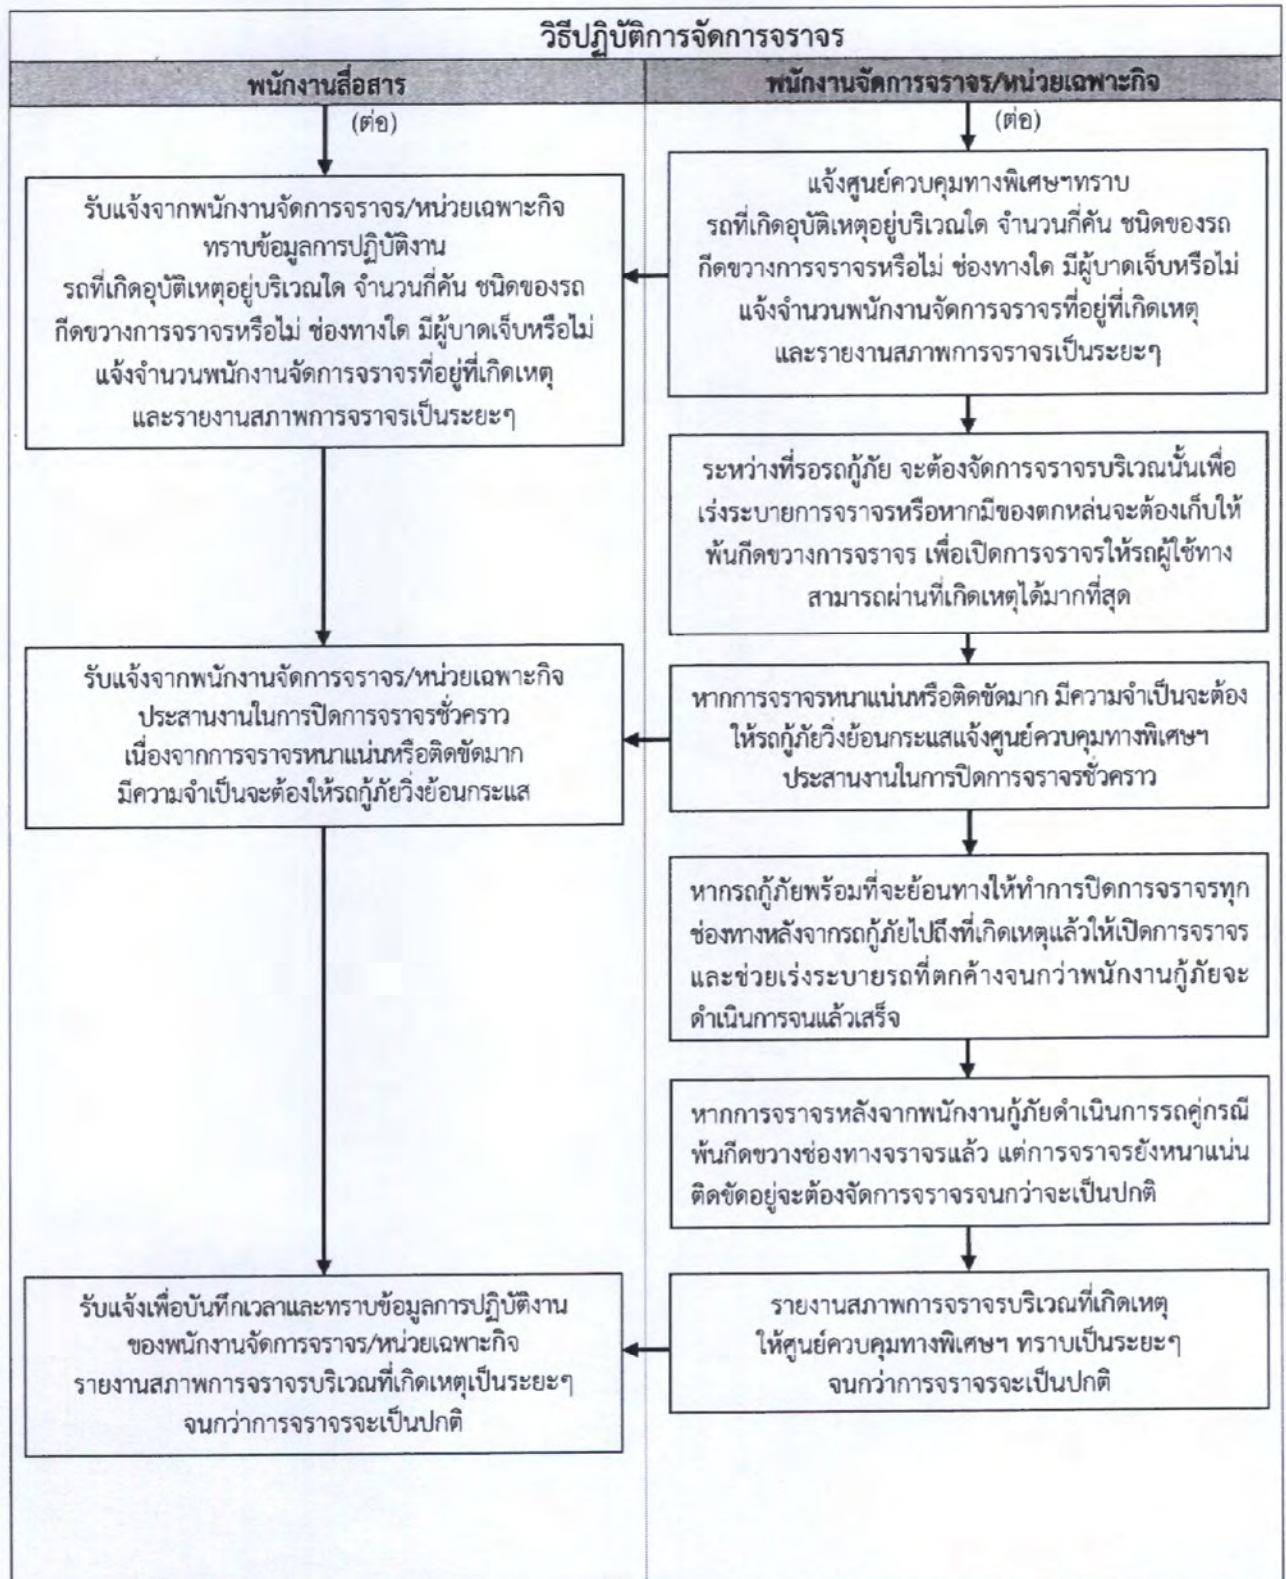 วิธีปฏิบัติการจัดการจราจร
พนักงานสื่อสาร
พนักงานจัดการจราจร/หน่วยเฉพาะกิจ
(ต่อ)
(ต่อ)
แจ้งศูนย์ควบคุมทางพิเศษฯทราบ
รถที่เกิดอุบัติเหตุอยู่บริเวณใด จำนวนกี่คัน ชนิดของรถ
กีดขวางการจราจรหรือไม่ ช่องทางใด มีผู้บาดเจ็บหรือไม่
แจ้งจำนวนพนักงานจัดการจราจรที่อยู่ที่เกิดเหตุ
และรายงานสภาพการจราจรเป็นระยะๆ
รับแจ้งจากพนักงานจัดการจราจร/หน่วยเฉพาะกิจ
ทราบข้อมูลการปฏิบัติงาน
รถที่เกิดอุบัติเหตุอยู่บริเวณใด จำนวนกี่คัน ชนิดของรถ
กีดขวางการจราจรหรือไม่ ช่องทางใด มีผู้บาดเจ็บหรือไม่
แจ้งจำนวนพนักงานจัดการจราจรที่อยู่ที่เกิดเหตุ
และรายงานสภาพการจราจรเป็นระยะๆ
ระหว่างที่รอรถกู้ภัย จะต้องจัดการจราจรบริเวณนั้นเพื่อ
เร่งระบายการจราจรหรือหากมีของตกหล่นจะต้องเก็บให้
พ้นกีดขวางการจราจร เพื่อเปิดการจราจรให้รถผู้ใช้ทาง
สามารถผ่านที่เกิดเหตุได้มากที่สุด
หากการจราจรหนาแน่นหรือติดขัดมาก มีความจำเป็นจะต้อง
ให้รถกู้ภัยวิ่งย้อนกระแสแจ้งศูนย์ควบคุมทางพิเศษฯ
ประสานงานในการปิดการจราจรชั่วคราว
รับแจ้งจากพนักงานจัดการจราจร/หน่วยเฉพาะกิจ
ประสานงานในการปิดการจราจรชั่วคราว
เนื่องจากการจราจรหนาแน่นหรือติดขัดมาก
มีความจำเป็นจะต้องให้รถกู้ภัยวิ่งย้อนกระแส
หากรถกู้ภัยพร้อมที่จะย้อนทางให้ทำการปิดการจราจรทุก
ช่องทางหลังจากรถกู้ภัยไปถึงที่เกิดเหตุแล้วให้เปิดการจราจร
และช่วยเร่งระบายรถที่ตกค้างจนกว่าพนักงานกู้ภัยจะ
ดำเนินการจนแล้วเสร็จ
หากการจราจรหลังจากพนักงานกู้ภัยดำเนินการรถคู่กรณี
พ้นกีดขวางช่องทางจราจรแล้ว แต่การจราจรยังหนาแน่น
ติดขัดอยู่จะต้องจัดการจราจรจนกว่าจะเป็นปกติ
รายงานสภาพการจราจรบริเวณที่เกิดเหตุ
ให้ศูนย์ควบคุมทางพิเศษฯ ทราบเป็นระยะๆ
จนกว่าการจราจรจะเป็นปกติ
รับแจ้งเพื่อบันทึกเวลาและทราบข้อมูลการปฏิบัติงาน
ของพนักงานจัดการจราจร/หน่วยเฉพาะกิจ
รายงานสภาพการจราจรบริเวณที่เกิดเหตุเป็นระยะๆ
จนกว่าการจราจรจะเป็นปกติ